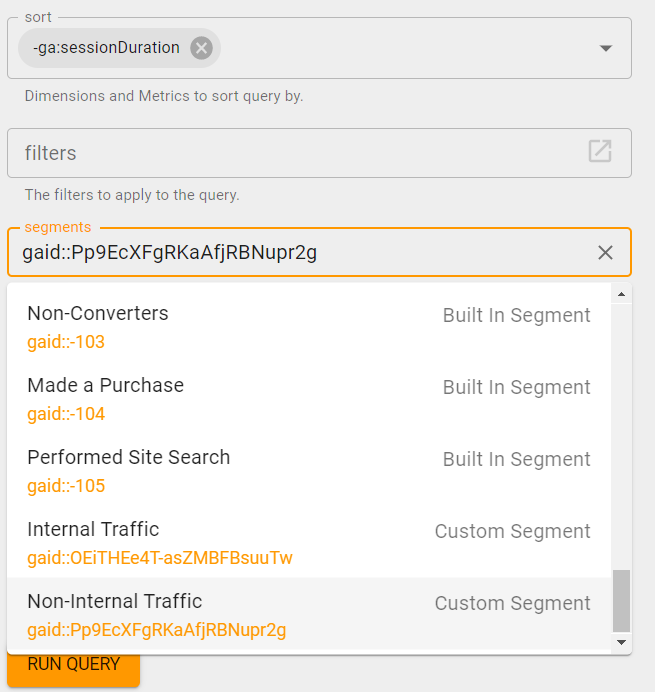 sort
-ga:sessionDuration
Dimensions and Metrics to sort query by.
filters
The filters to apply to the query.
segments
gaid::Pp9EcXFgRKaAfjRBNupr2g
Non-Converters Built In Segment
gaid::-103
Made a Purchase Built In Segment
gaid::-104
Performed Site Search Built In Segment
gaid::-105
Internal Traffic Custom Segment
gaid::OEiTHEe4T-asZMBFBsuuTw
Non-Internal Traffic Custom Segment
gaid::Pp9EcXFgRKaAfjRBNupr2g
RUN QUERY